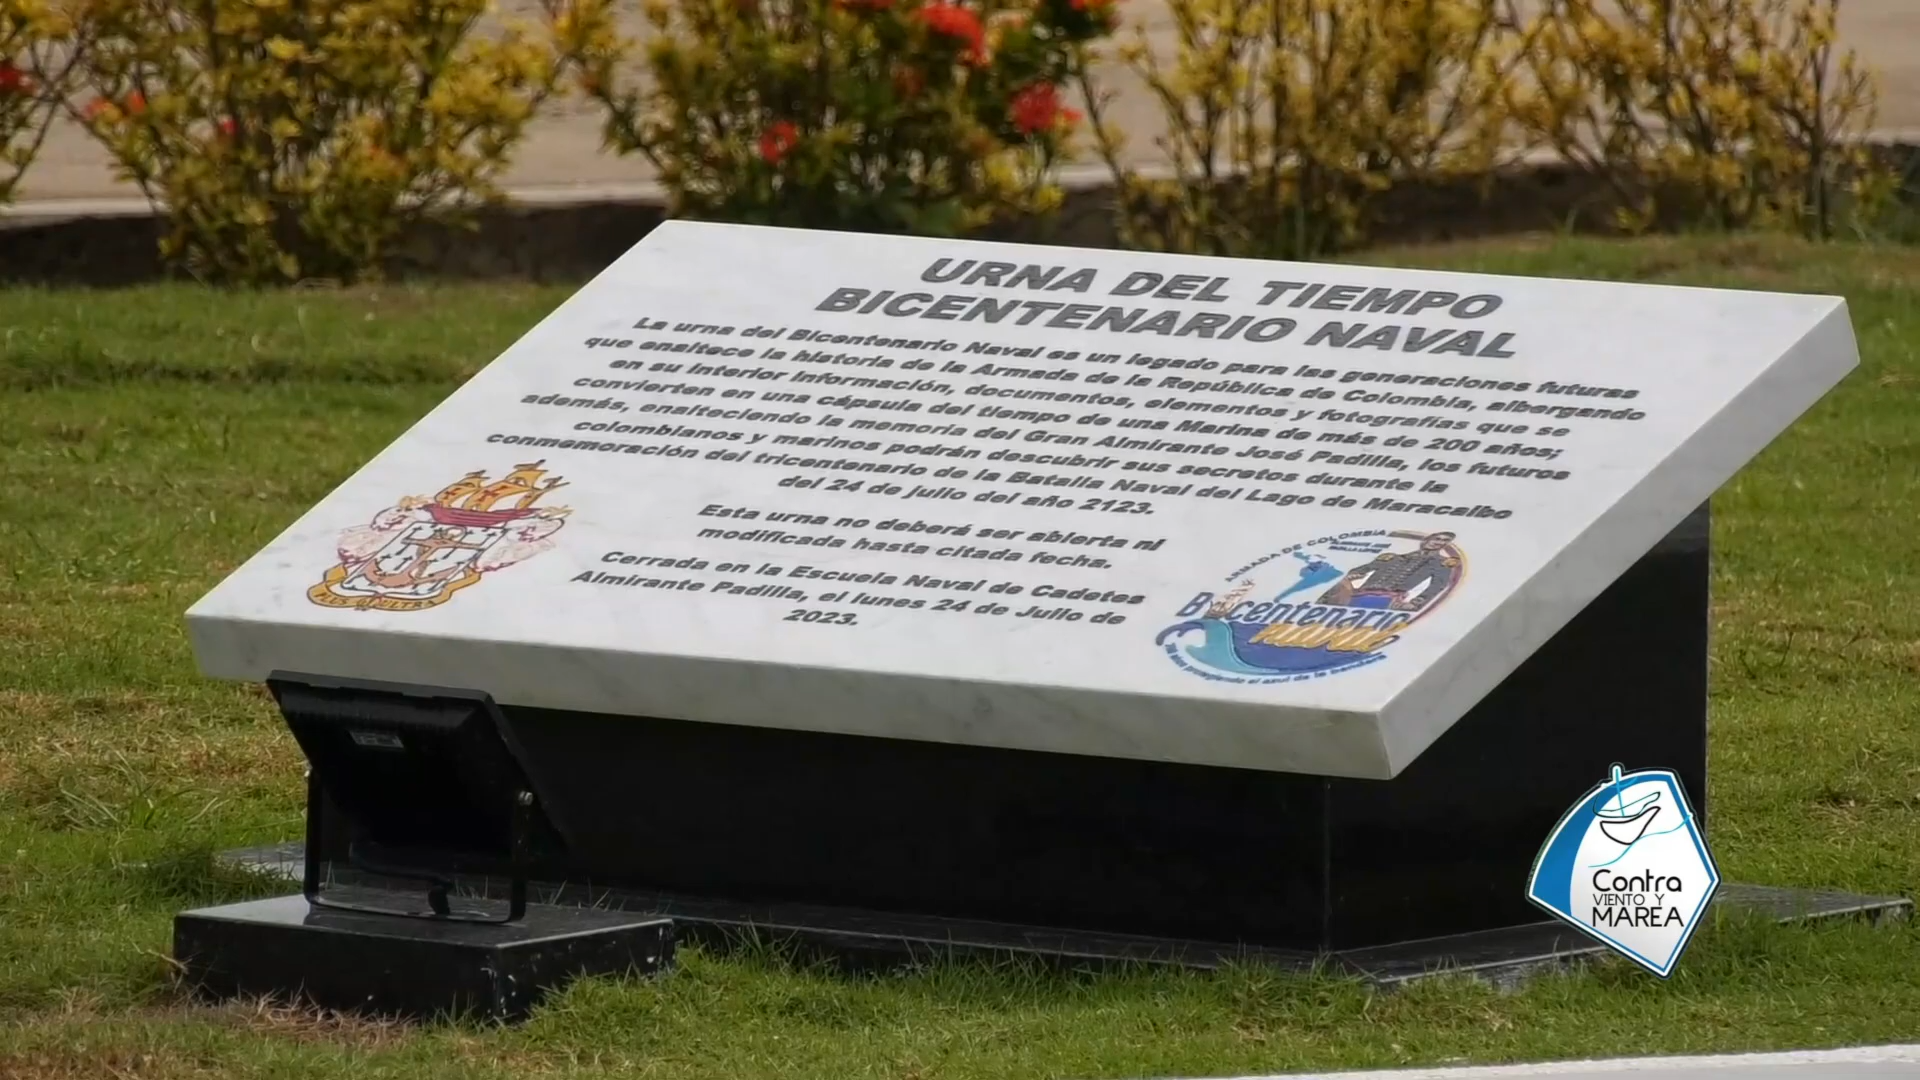 URNA DEL TIEMPO
BICENTENARIO NAVAL
La urna del Bicentenario Naval es un legado para las generaciones futuras
que enaltece la historia de la Armada de la República de Colombia, albergando
en su interior información, documentos, elementos y fotografías que se
convierten en una cápsula del tiempo de una Marina de más de 200 años;
además, enalteciendo la memoria del Gran Almirante José Padilla, los futuros
colombianos y marinos podrán descubrir sus secretos durante la
conmemoración del tricentenario de la Batalla Naval del Lago de Maracaibo
del 24 de julio del año 2123.
Esta urna no deberá ser abierta ni
modificada hasta citada fecha.
Cerrada en la Escuela Naval de Cadetes
Almirante Padilla, el lunes 24 de Julio de
2023.
PLUS ULTRA
ARMADA DE COLOMBIA
Bicentenario
naval
Contra
VIENTO Y
MAREA